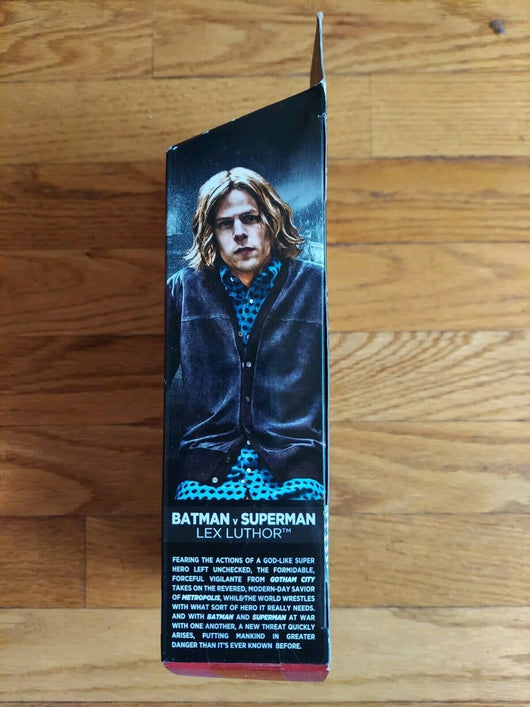 BATMAN v SUPERMAN
LEX LUTHOR™
FEARING THE ACTIONS OF A GOD-LIKE SUPER
HERO LEFT UNCHECKED, THE FORMIDABLE,
FORCEFUL VIGILANTE FROM GOTHAM CITY
TAKES ON THE REVERED, MODERN-DAY SAVIOR
OF METROPOLIS, WHILE THE WORLD WRESTLES
WITH WHAT SORT OF HERO IT REALLY NEEDS.
AND WITH BATMAN AND SUPERMAN AT WAR
WITH ONE ANOTHER, A NEW THREAT QUICKLY
ARISES, PUTTING MANKIND IN GREATER
DANGER THAN IT'S EVER KNOWN BEFORE.